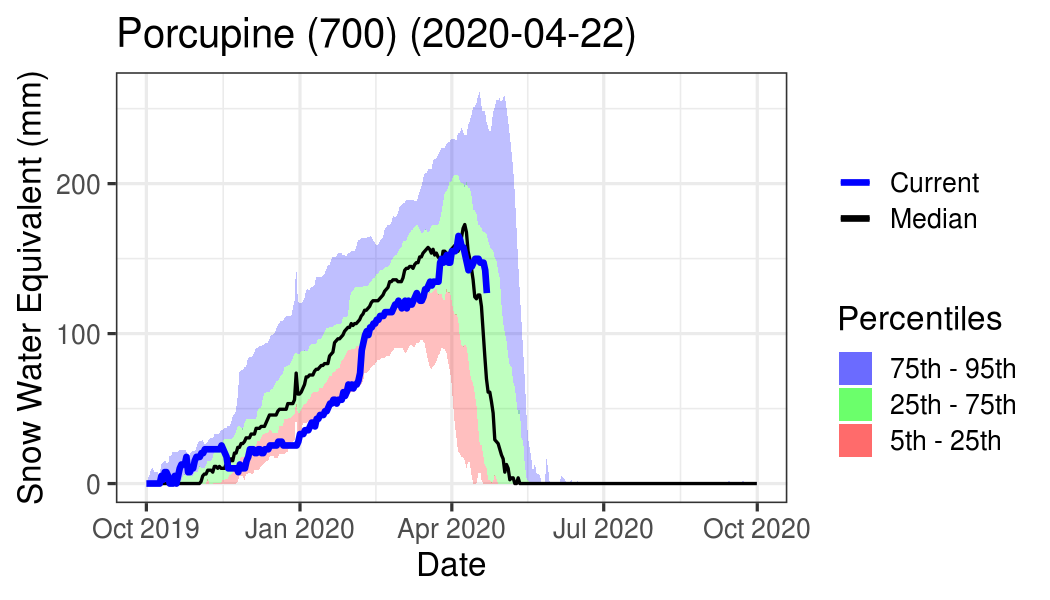 Porcupine (700) (2020-04-22)
Snow Water Equivalent (mm)
200
100
0
Oct 2019
Jan 2020
Apr 2020
Jul 2020
Oct 2020
Date
Current
Median
Percentiles
75th - 95th
25th - 75th
5th - 25th